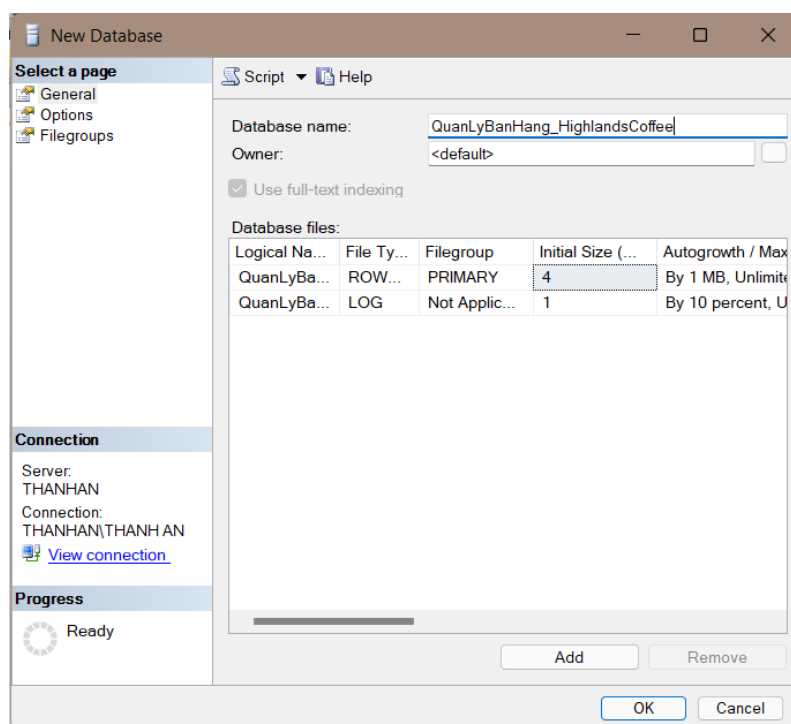 New Database
Select a page
General
Options
Filegroups
Script Help
Database name: QuanLyBanHang_HighlandsCoffee
Owner: <default>
Use full-text indexing
Database files:
Logical Na... File Ty... Filegroup Initial Size (... Autogrowth / Max
QuanLyBa... ROW... PRIMARY 4 By 1 MB, Unlimite
QuanLyBa... LOG Not Applic... 1 By 10 percent, U
Connection
Server:
THANHAN
Connection:
THANHAN\THANH AN
View connection
Progress
Ready
Add Remove
OK Cancel